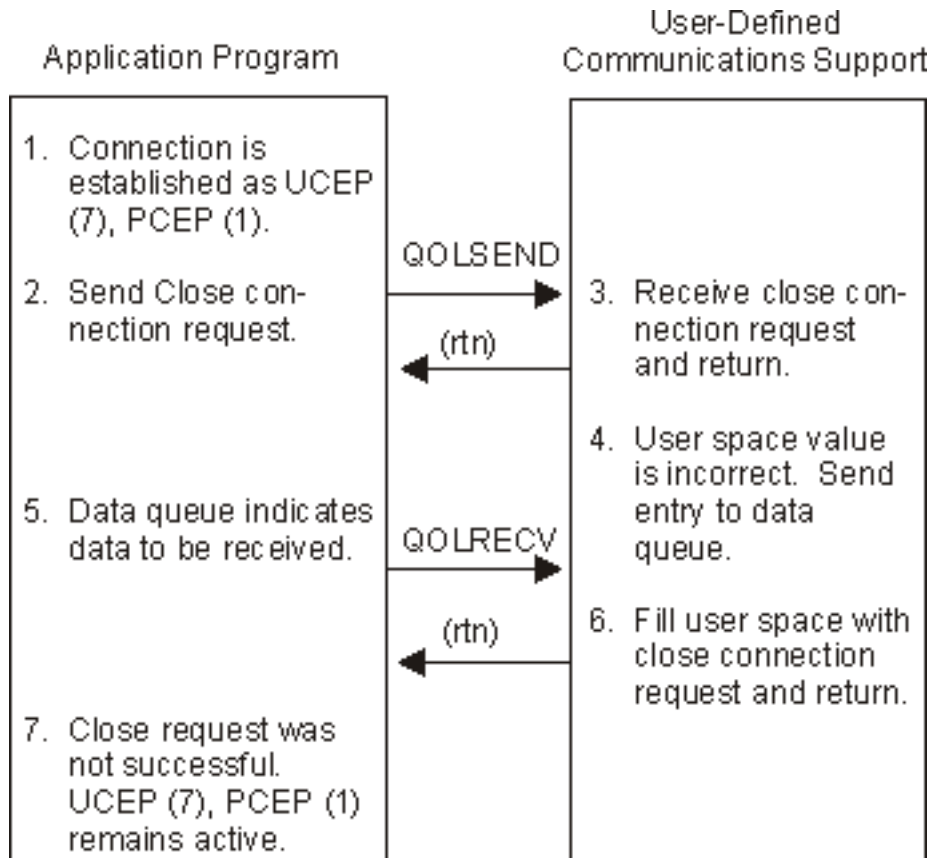 Application Program
User-Defined
Communications Support
1. Connection is
established as UCEP
(7), PCEP (1).
QOLSEND
2. Send Close con-
nection request.
3. Receive close con-
nection request
and return.
(rtn)
4. User space value
is incorrect. Send
entry to data
queue.
5. Data queue indicates
data to be received.
QOLRECV
6. Fill user space with
close connection
request and return.
(rtn)
7. Close request was
not successful.
UCEP (7), PCEP (1)
remains active.